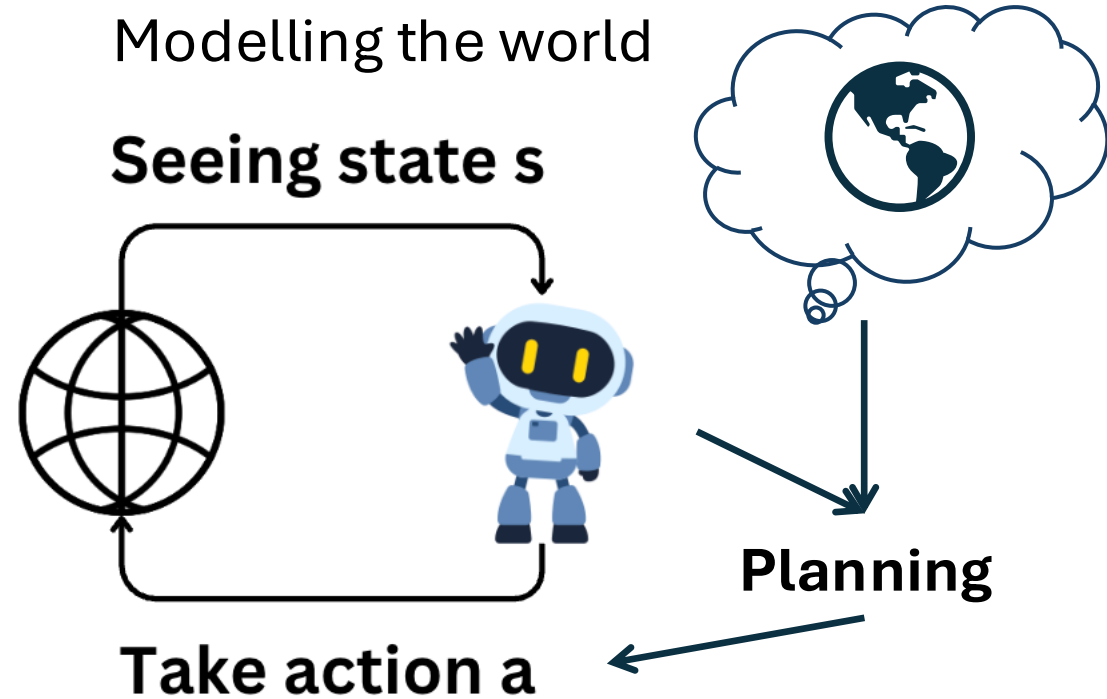 Modelling the world
Seeing state s
Planning
Take action a